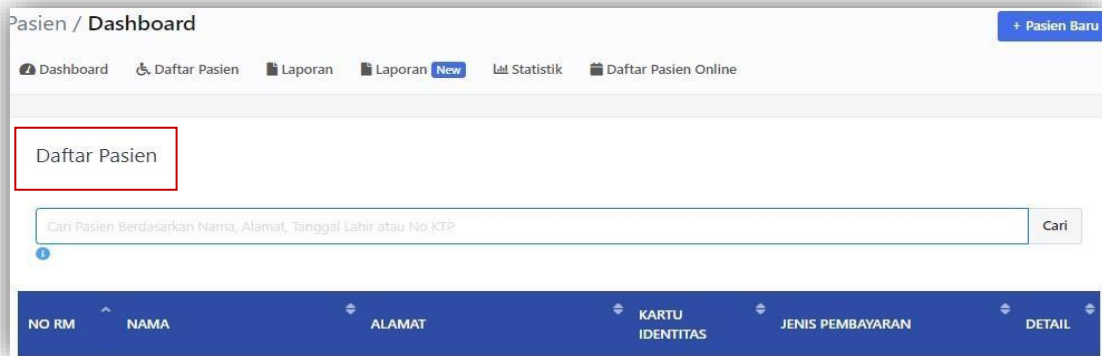 Pasien / Dashboard
+ Pasien Baru
Dashboard Daftar Pasien Laporan Laporan New Statistik Daftar Pasien Online
Daftar Pasien
Cari Pasien Berdasarkan Nama, Alamat, Tanggal Lahir atau No KTP
Cari
NO RM NAMA ALAMAT KARTU IDENTITAS JENIS PEMBAYARAN DETAIL